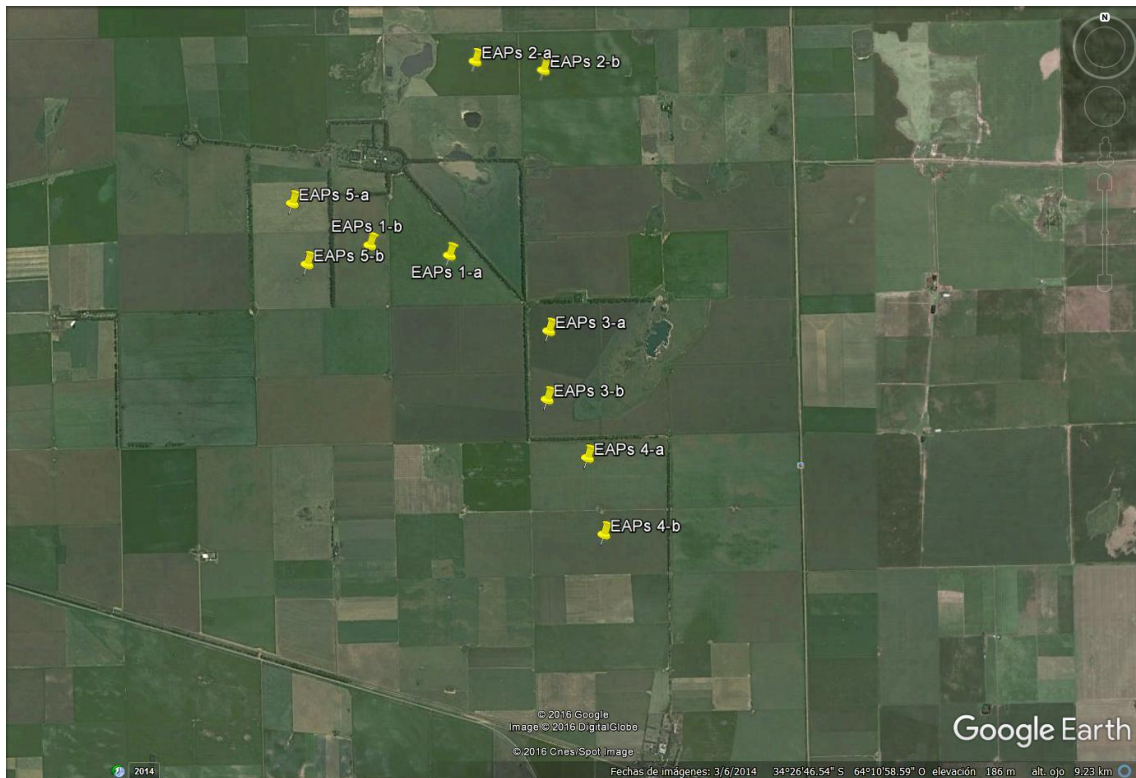 N
EAPs 2-a
EAPs 2-b
EAPs 5-a
EAPs 1-b
EAPs 5-b
EAPs 1-a
EAPs 3-a
EAPs 3-b
EAPs 4-a
EAPs 4-b
© 2016 Google
Image © 2016 DigitalGlobe
© 2016 Cnes/Spot Image
Google Earth
2014
Fechas de imágenes: 3/6/2014 34°26'46.54" S 64°10'58.59" O elevación 186 m alt. ojo 9.23 km